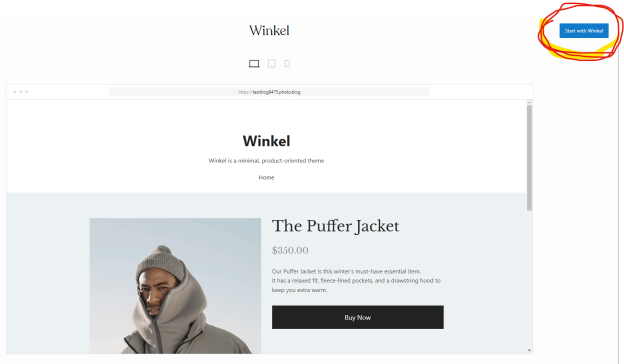 Winkel
Start with Winkel
https://testblog8475.photo.blog
Winkel
Winkel is a minimal, product-oriented theme
Home
The Puffer Jacket
$350.00
Our Puffer Jacket is this winter's must-have essential item.
It has a relaxed fit, fleece-lined pockets, and a drawstring hood to
keep you extra warm.
Buy Now